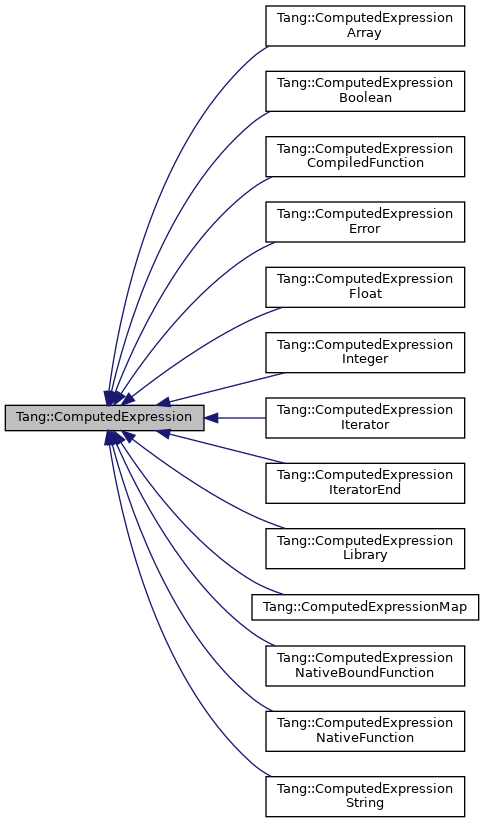 Tang::ComputedExpression
Array
Tang::ComputedExpression
Boolean
Tang::ComputedExpression
CompiledFunction
Tang::ComputedExpression
Error
Tang::ComputedExpression
Float
Tang::ComputedExpression
Integer
Tang::ComputedExpression
Tang::ComputedExpression
Iterator
Tang::ComputedExpression
IteratorEnd
Tang::ComputedExpression
Library
Tang::ComputedExpressionMap
Tang::ComputedExpression
NativeBoundFunction
Tang::ComputedExpression
NativeFunction
Tang::ComputedExpression
String